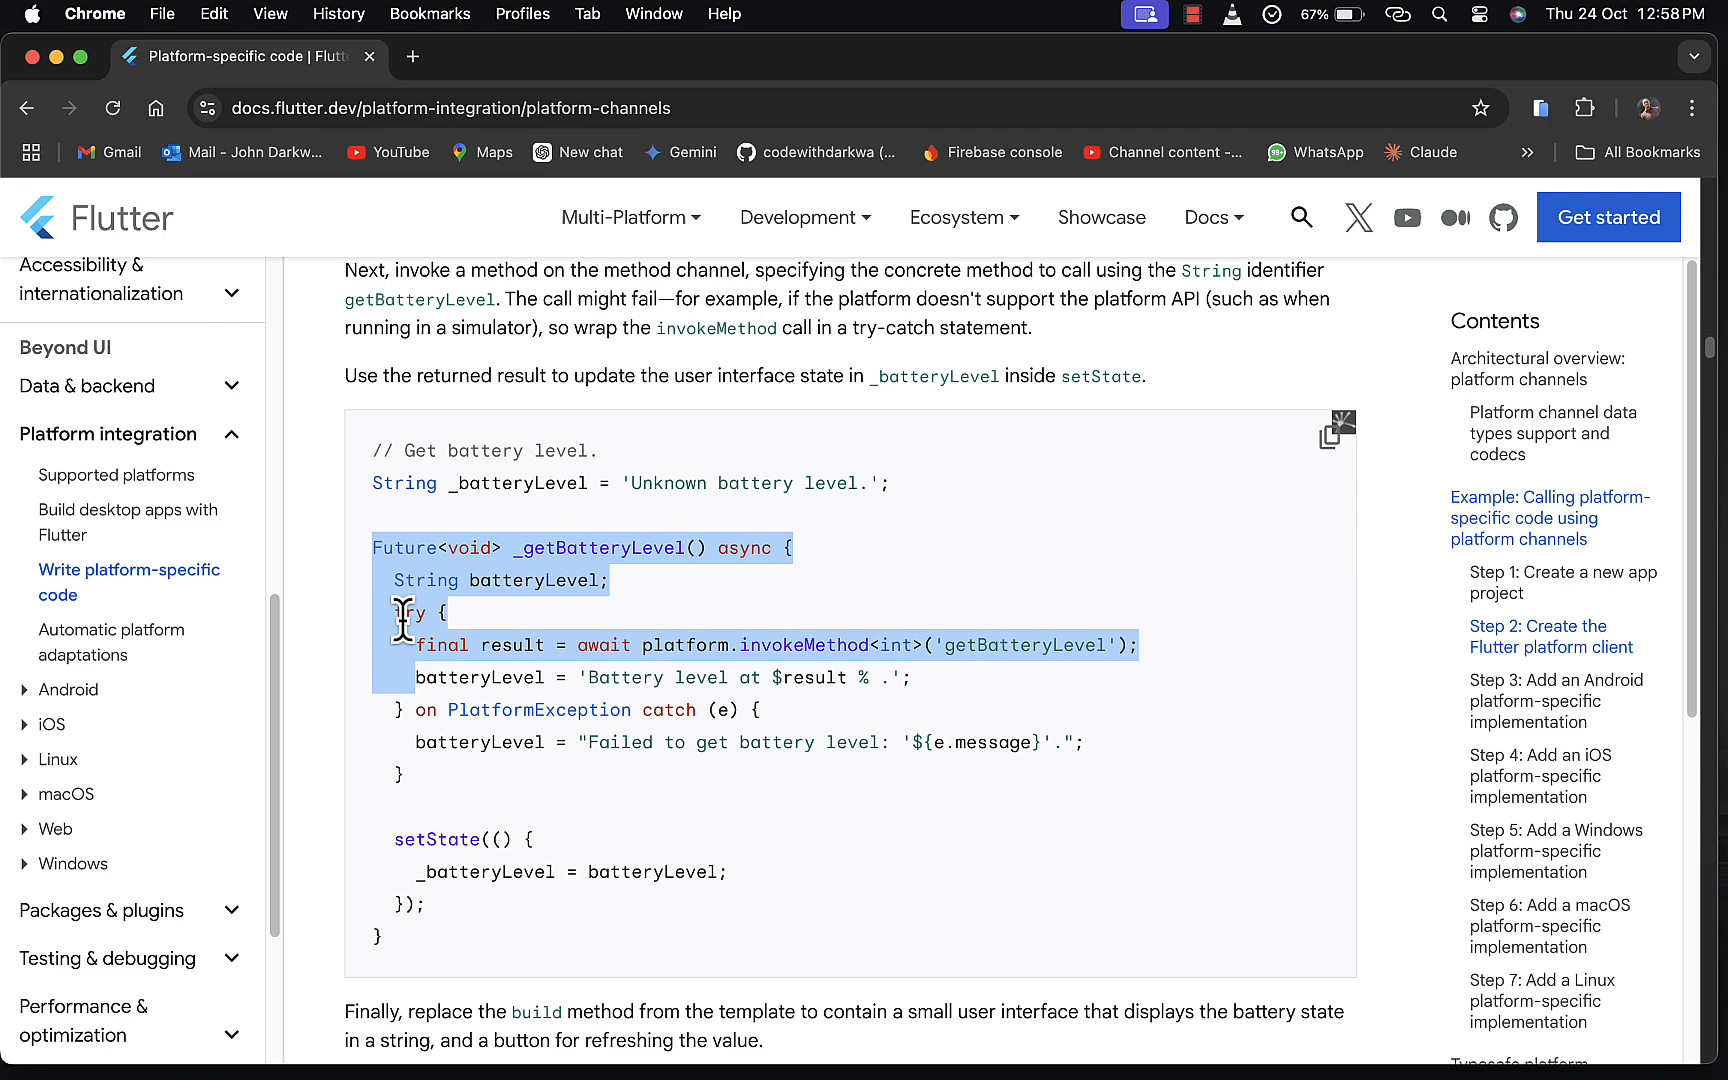 Chrome File Edit View History Bookmarks Profiles Tab Window Help 67% Thu 24 Oct 12:58 PM
Platform-specific code | Flutt
docs.flutter.dev/platform-integration/platform-channels
Gmail Mail - John Darkw... YouTube Maps New chat Gemini codewithdarkwa (... Firebase console Channel content -... 99+ WhatsApp Claude » All Bookmarks
Flutter Multi-Platform Development Ecosystem Showcase Docs Get started
Accessibility &
internationalization
Beyond UI
Data & backend
Platform integration
Supported platforms
Build desktop apps with
Flutter
Write platform-specific
code
Automatic platform
adaptations
Android
iOS
Linux
macOS
Web
Windows
Packages & plugins
Testing & debugging
Performance &
optimization
Next, invoke a method on the method channel, specifying the concrete method to call using the String identifier
getBatteryLevel. The call might fail—for example, if the platform doesn't support the platform API (such as when
running in a simulator), so wrap the invokeMethod call in a try-catch statement.
Use the returned result to update the user interface state in _batteryLevel inside setState.
// Get battery level.
String _batteryLevel = 'Unknown battery level.';
Future<void> _getBatteryLevel() async {
String batteryLevel;
try {
final result = await platform.invokeMethod<int>('getBatteryLevel');
batteryLevel = 'Battery level at $result % .';
} on PlatformException catch (e) {
batteryLevel = "Failed to get battery level: '${e.message}'.";
}
setState(() {
_batteryLevel = batteryLevel;
});
}
Finally, replace the build method from the template to contain a small user interface that displays the battery state
in a string, and a button for refreshing the value.
Contents
Architectural overview:
platform channels
Platform channel data
types support and
codecs
Example: Calling platform-
specific code using
platform channels
Step 1: Create a new app
project
Step 2: Create the
Flutter platform client
Step 3: Add an Android
platform-specific
implementation
Step 4: Add an iOS
platform-specific
implementation
Step 5: Add a Windows
platform-specific
implementation
Step 6: Add a macOS
platform-specific
implementation
Step 7: Add a Linux
platform-specific
implementation
Typesafe platform